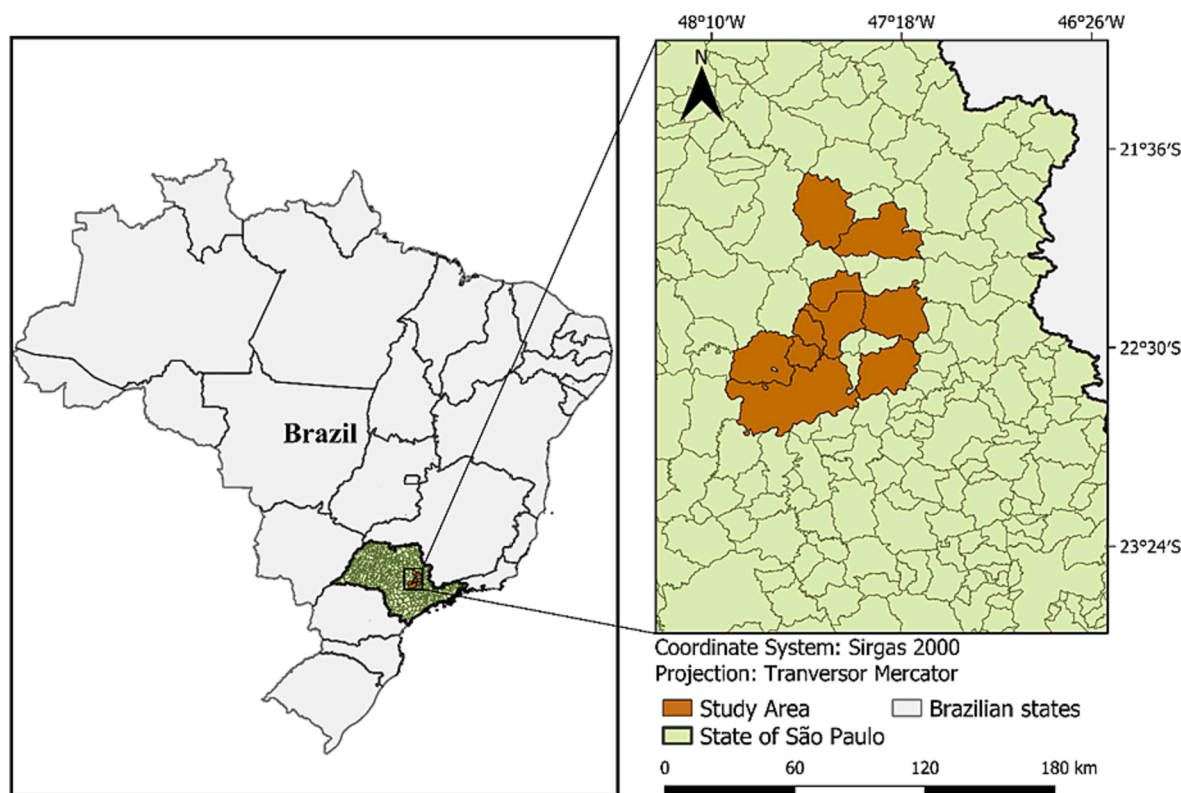 Brazil
48°10′W 47°18′W 46°26′W
N
21°36′S
22°30′S
23°24′S
Coordinate System: Sirgas 2000
Projection: Tranversor Mercator
Study Area Brazilian states
State of São Paulo
0 60 120 180 km